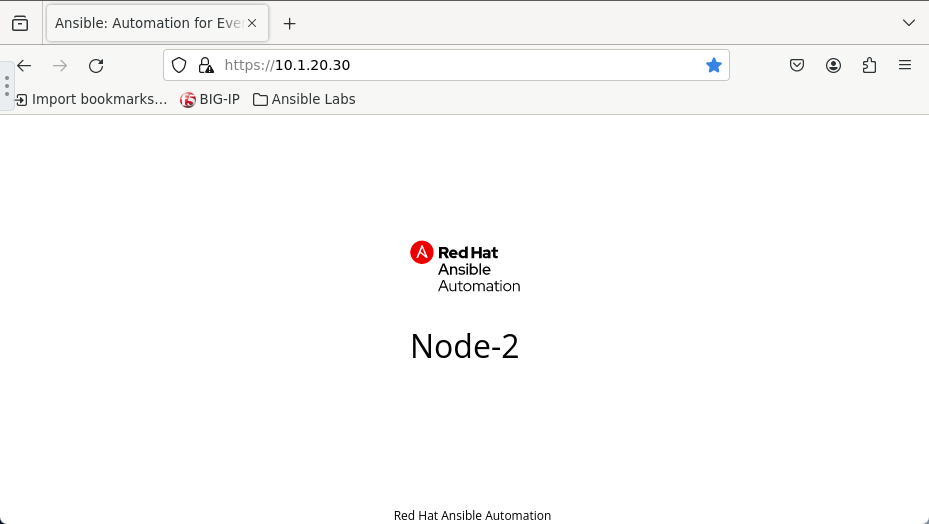 Ansible: Automation for Eve
https://10.1.20.30
Import bookmarks…
BIG-IP
Ansible Labs
Red Hat
Ansible
Automation
Node-2
Red Hat Ansible Automation